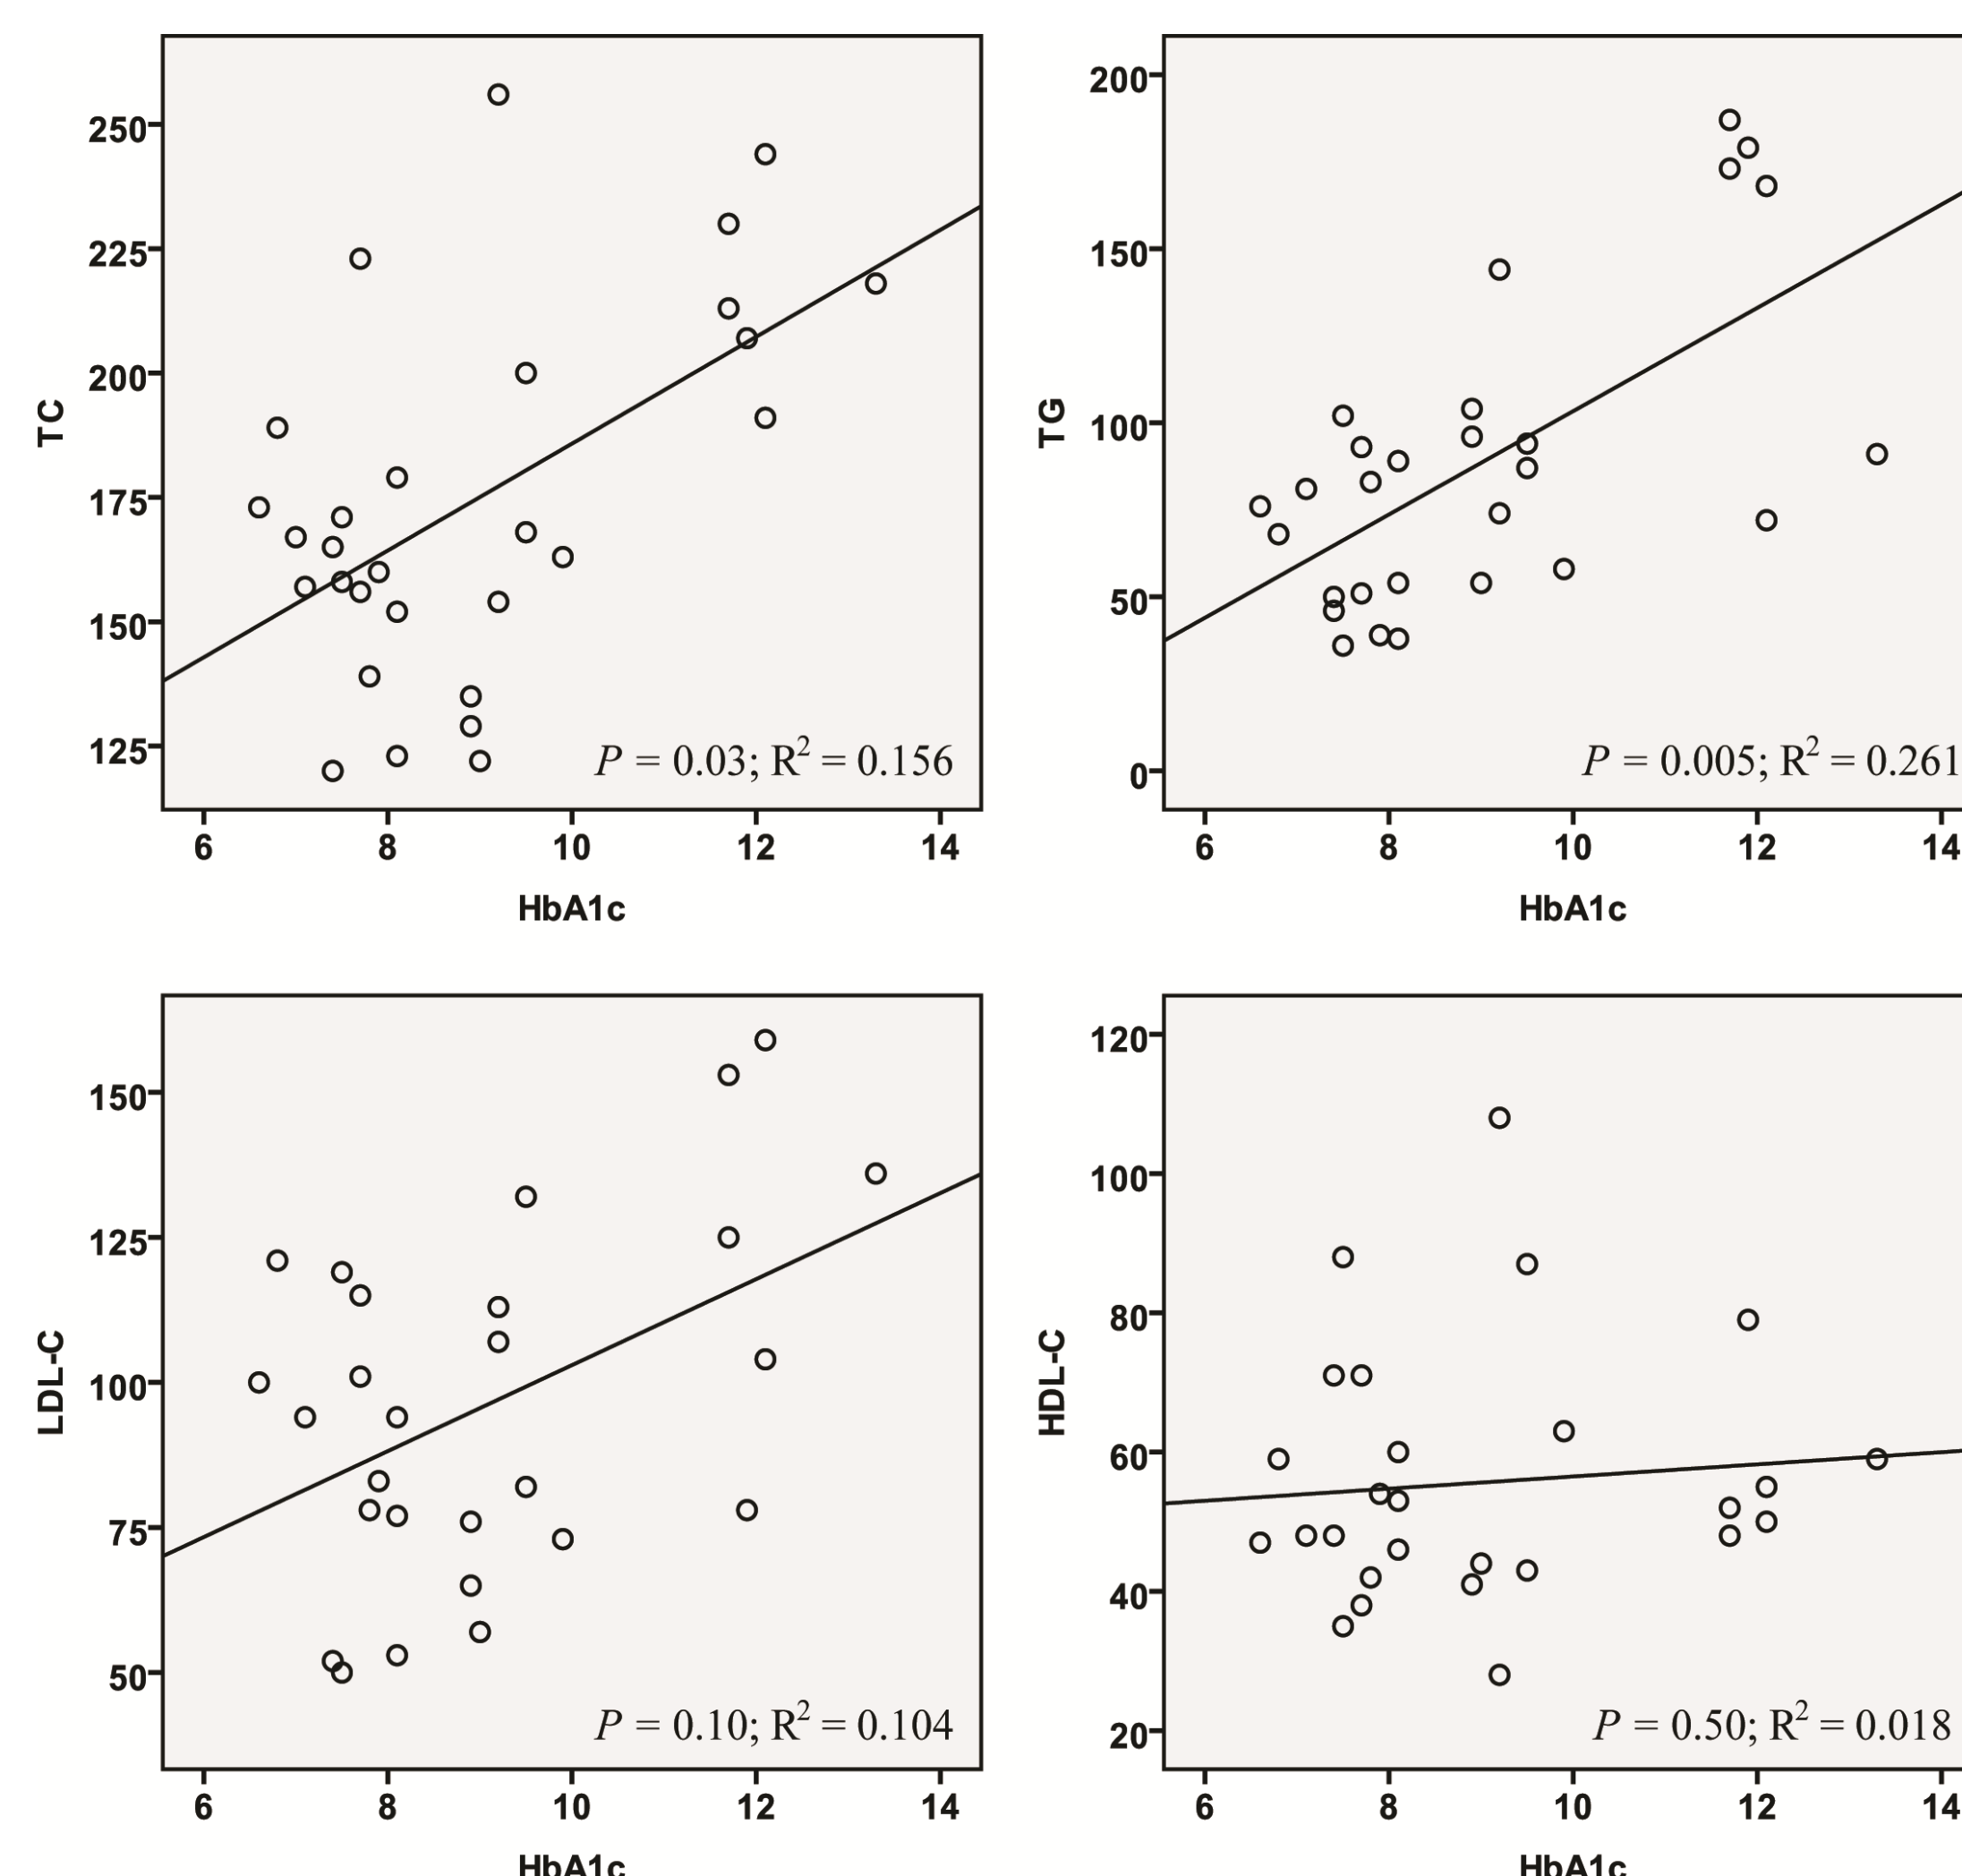 250
225
200
175
150
125
TC
P = 0.03; R² = 0.156
6 8 10 12 14
HbA1c
200
150
100
50
0
TG
P = 0.005; R² = 0.261
6 8 10 12 14
HbA1c
150
125
100
75
50
LDL-C
P = 0.10; R² = 0.104
6 8 10 12 14
HbA1c
120
100
80
60
40
20
HDL-C
P = 0.50; R² = 0.018
6 8 10 12 14
HbA1c